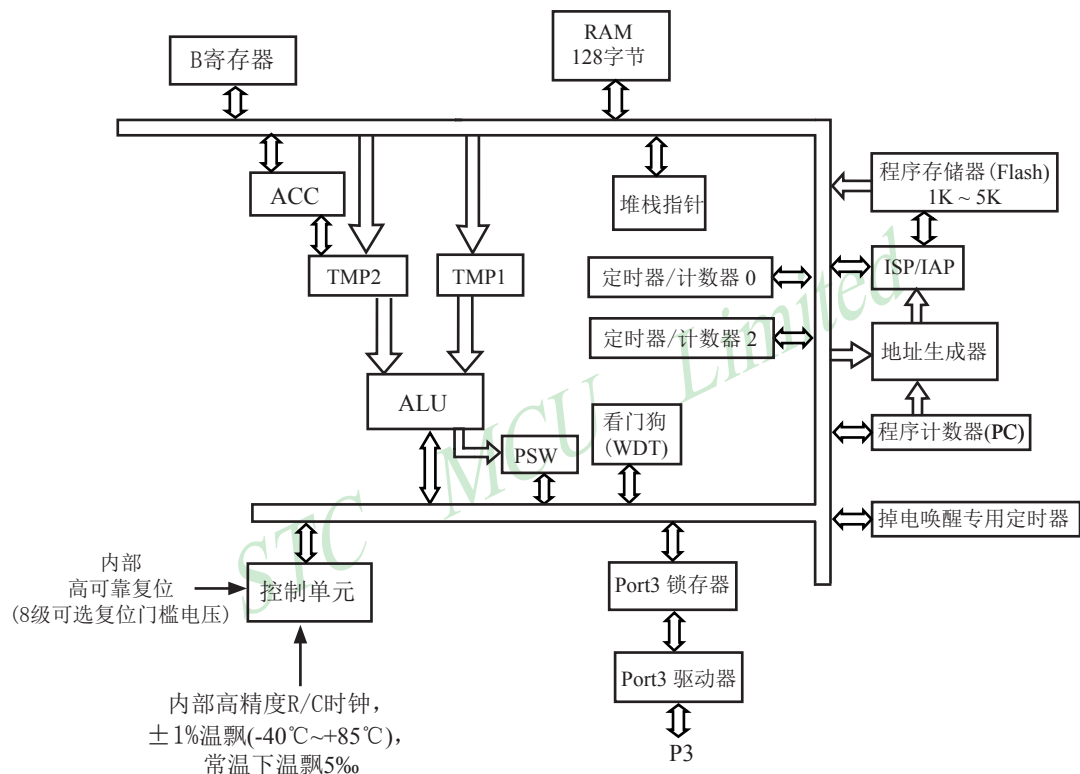 RAM
128字节
B寄存器
ACC
堆栈指针
程序存储器(Flash)
1K ~ 5K
TMP2
TMP1
定时器/计数器 0
ISP/IAP
定时器/计数器 2
地址生成器
ALU
PSW
看门狗
(WDT)
程序计数器(PC)
掉电唤醒专用定时器
内部
高可靠复位
(8级可选复位门槛电压)
控制单元
Port3 锁存器
Port3 驱动器
内部高精度R/C时钟，
±1%温飘(-40℃~+85℃)，
常温下温飘5‰
P3
STC MCU Limited